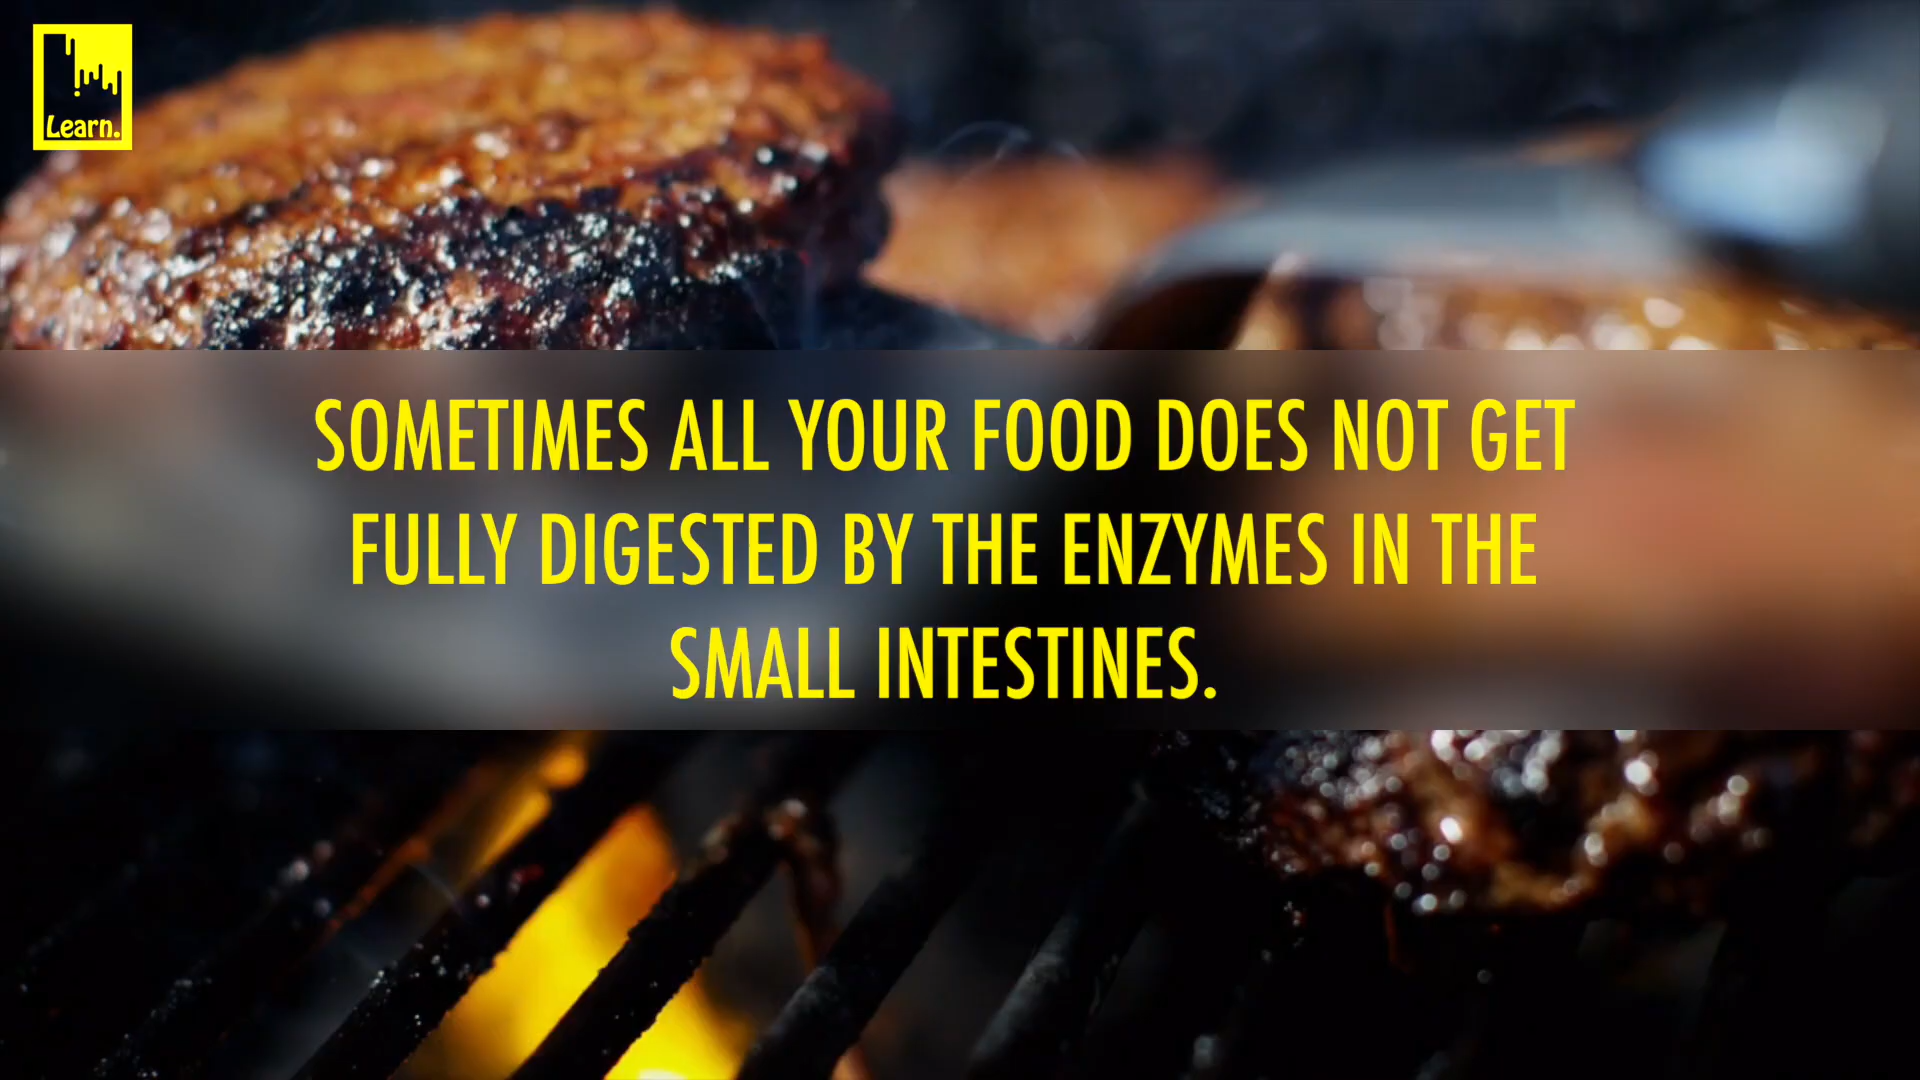 Learn.
SOMETIMES ALL YOUR FOOD DOES NOT GET
FULLY DIGESTED BY THE ENZYMES IN THE
SMALL INTESTINES.